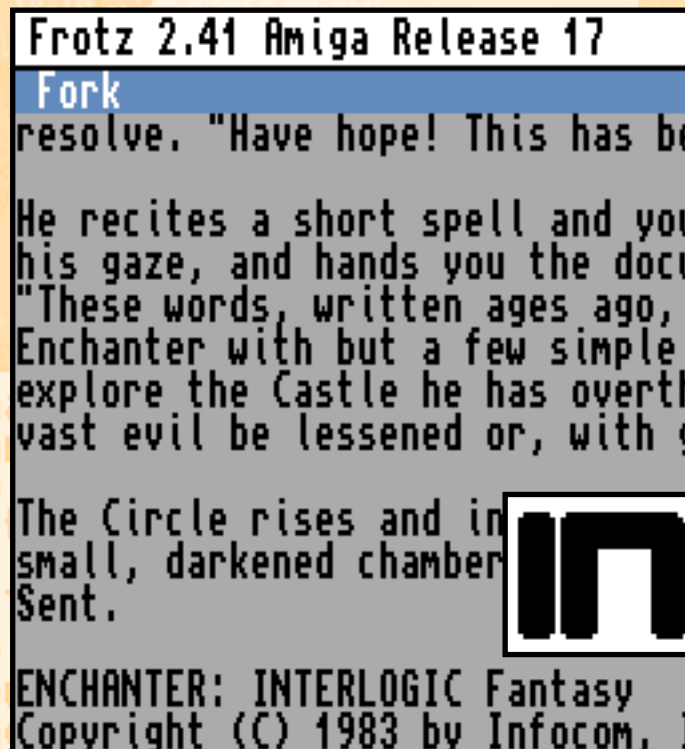 Frotz 2.41 Amiga Release 17
Fork
resolve. "Have hope! This has
He recites a short spell and
his gaze, and hands you the
"These words, written ages ago,
Enchanter with but a few simple
explore the Castle he has
vast evil be lessened or, with
The Circle rises and in
small, darkened chamber
Sent.
ENCHANTER: INTERLOGIC Fantasy
Copyright (C) 1983 by Infocom,